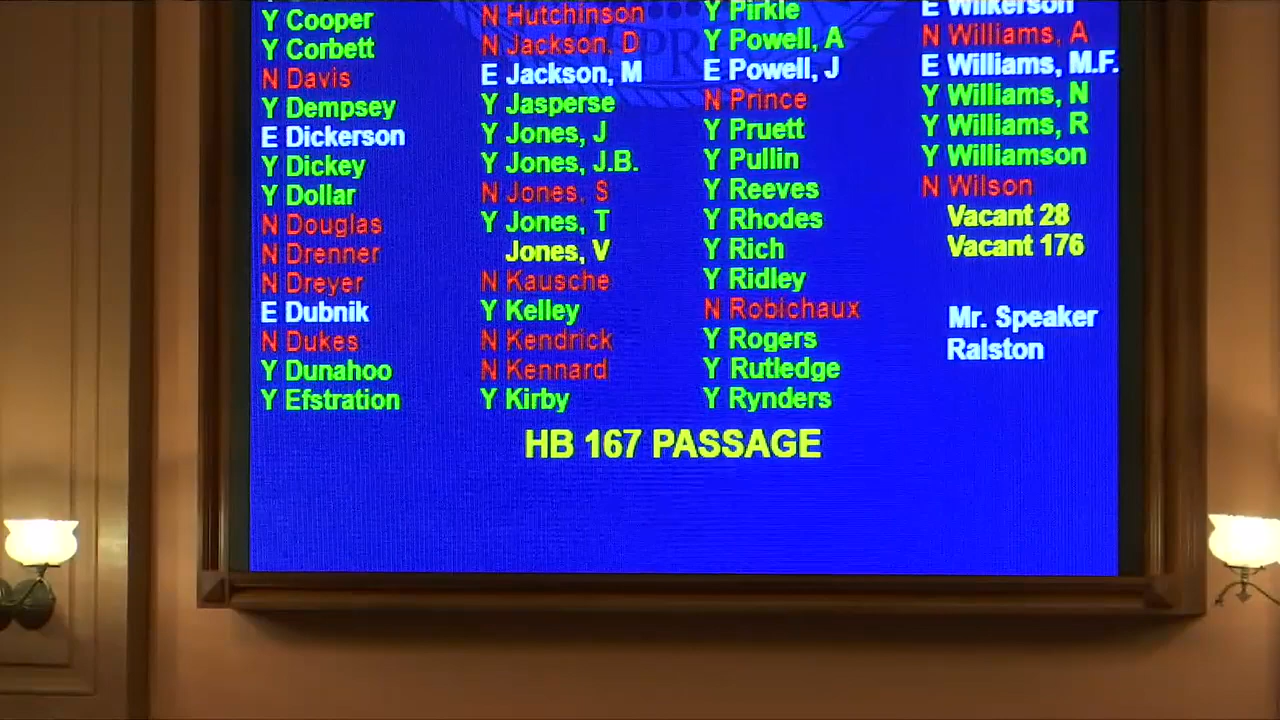 Y Cooper
Y Corbett
N Davis
Y Dempsey
E Dickerson
Y Dickey
Y Dollar
N Douglas
N Drenner
N Dreyer
E Dubnik
N Dukes
Y Dunahoo
Y Efstration
N Hutchinson
N Jackson, D
E Jackson, M
Y Jasperse
Y Jones, J
Y Jones, J.B.
N Jones, S
Y Jones, T
Jones, V
N Kausche
Y Kelley
N Kendrick
N Kennard
Y Kirby
Y Pirkle
Y Powell, A
E Powell, J
N Prince
Y Pruett
Y Pullin
Y Reeves
Y Rhodes
Y Rich
Y Ridley
N Robichaux
Y Rogers
Y Rutledge
Y Rynders
E Wilkerson
N Williams, A
E Williams, M.F.
Y Williams, N
Y Williams, R
Y Williamson
N Wilson
Vacant 28
Vacant 176
Mr. Speaker
Ralston
HB 167 PASSAGE